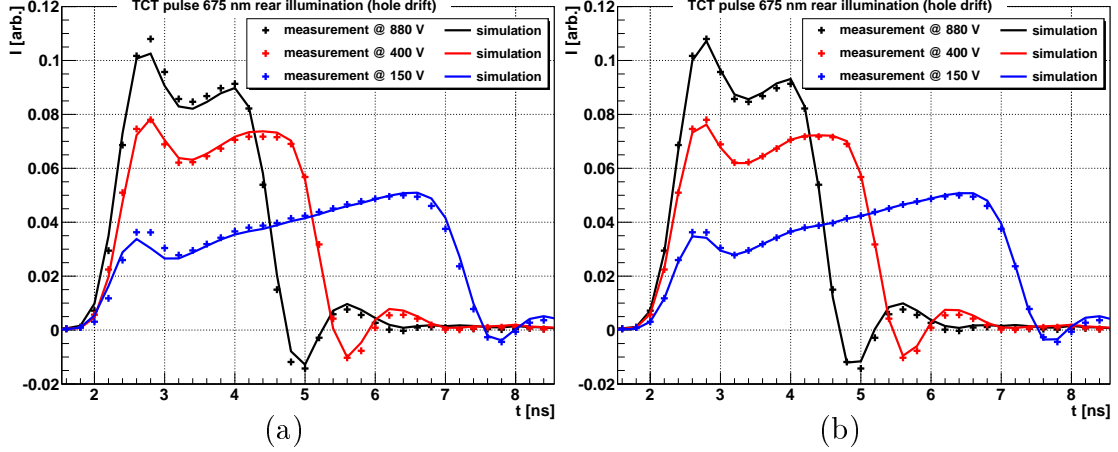 TCT pulse 675 nm rear illumination (hole drift)
I [arb.]
measurement @ 880 V simulation
measurement @ 400 V simulation
measurement @ 150 V simulation
0.1
0.08
0.06
0.04
0.02
0
-0.02
2 3 4 5 6 7 8
t [ns]
(a)
TCT pulse 675 nm rear illumination (hole drift)
I [arb.]
measurement @ 880 V simulation
measurement @ 400 V simulation
measurement @ 150 V simulation
0.1
0.08
0.06
0.04
0.02
0
-0.02
2 3 4 5 6 7 8
t [ns]
(b)